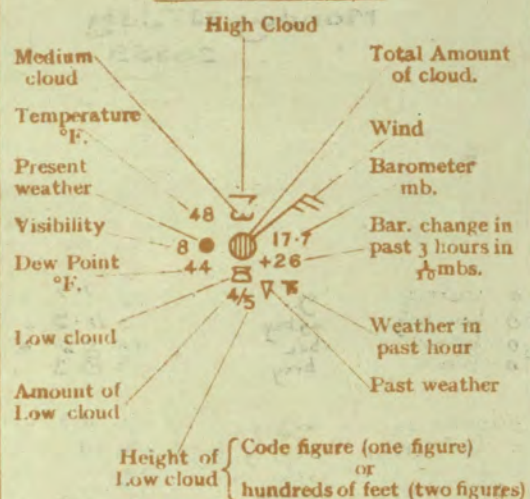 High Cloud
Medium
cloud
Total Amount
of cloud.
Temperature
°F.
Wind
Present
weather
Barometer
mb.
48
Visibility
8
17·7
Bar. change in
past 3 hours in
1/10 mbs.
+26
Dew Point
°F.
44
4/5
Low cloud
Weather in
past hour
Amount of
Low cloud
Past weather
Height of
Low cloud
Code figure (one figure)
or
hundreds of feet (two figures)